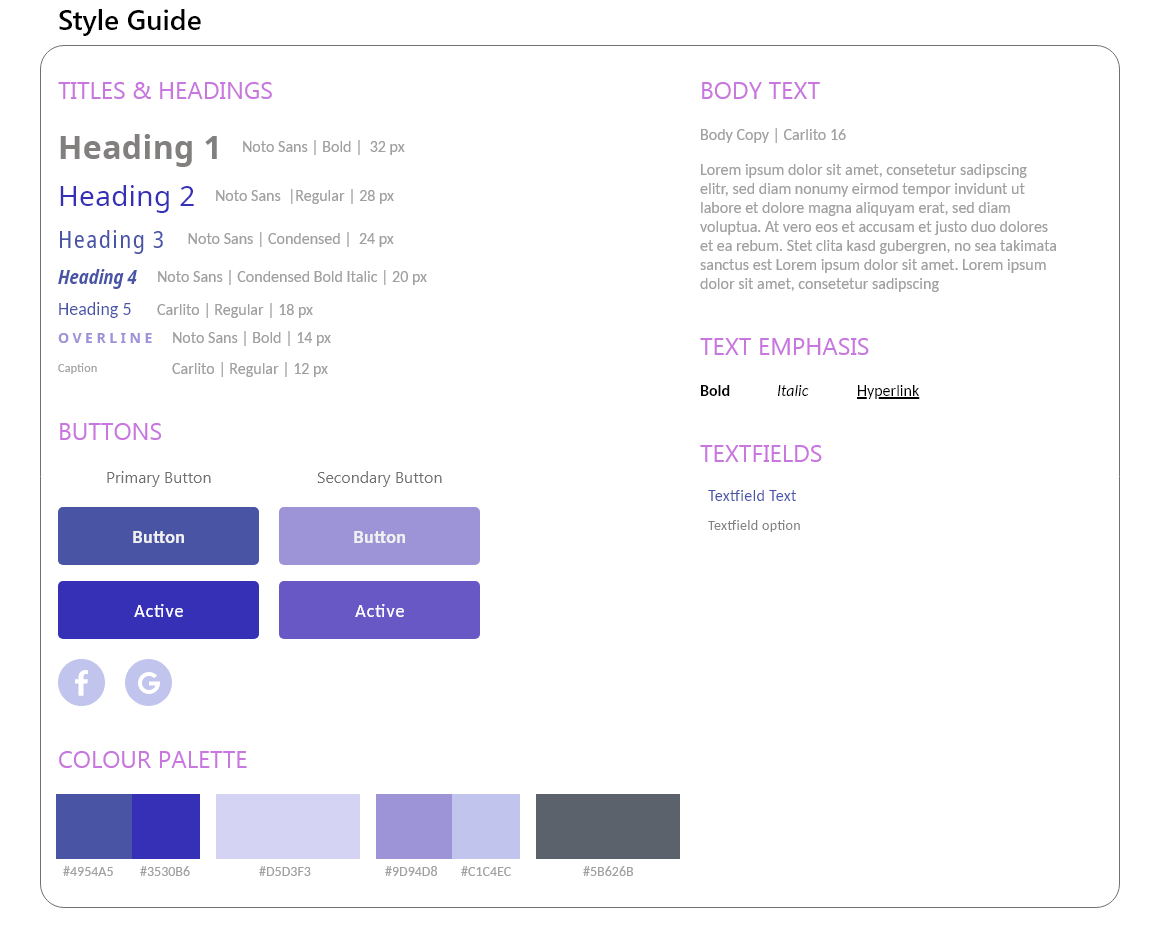 Style Guide
TITLES & HEADINGS
Heading 1 Noto Sans | Bold | 32 px
Heading 2 Noto Sans |Regular | 28 px
Heading 3 Noto Sans | Condensed | 24 px
Heading 4 Noto Sans | Condensed Bold Italic | 20 px
Heading 5 Carlito | Regular | 18 px
OVERLINE Noto Sans | Bold | 14 px
Caption Carlito | Regular | 12 px
BUTTONS
Primary Button Secondary Button
Button Button
Active Active
f G
COLOUR PALETTE
#4954A5 #3530B6 #D5D3F3 #9D94D8 #C1C4EC #5B626B
BODY TEXT
Body Copy | Carlito 16
Lorem ipsum dolor sit amet, consetetur sadipscing
elitr, sed diam nonumy eirmod tempor invidunt ut
labore et dolore magna aliquyam erat, sed diam
voluptua. At vero eos et accusam et justo duo dolores
et ea rebum. Stet clita kasd gubergren, no sea takimata
sanctus est Lorem ipsum dolor sit amet. Lorem ipsum
dolor sit amet, consetetur sadipscing
TEXT EMPHASIS
Bold Italic Hyperlink
TEXTFIELDS
Textfield Text
Textfield option